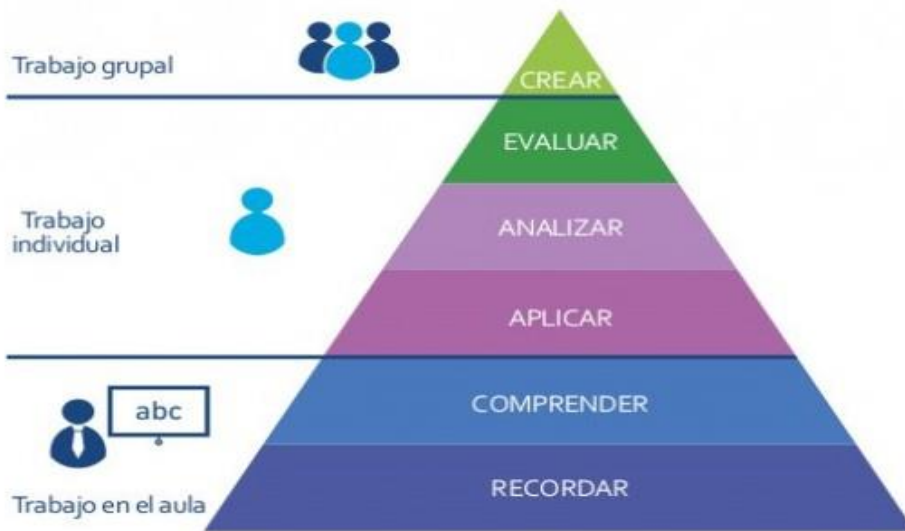 Trabajo grupal
CREAR
EVALUAR
Trabajo
individual
ANALIZAR
APLICAR
abc
COMPRENDER
Trabajo en el aula
RECORDAR